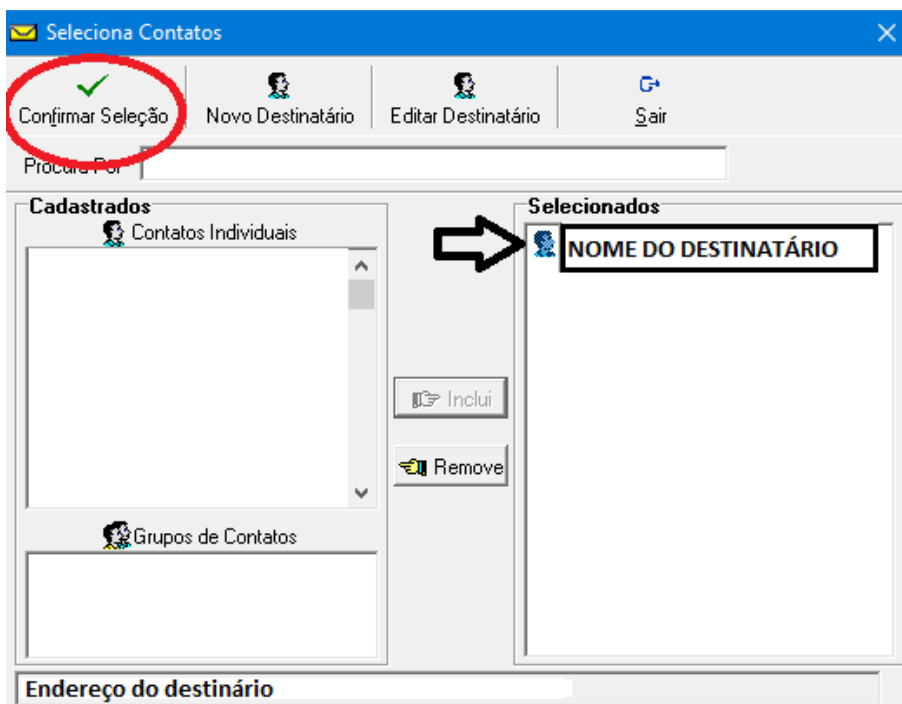 Seleciona Contatos
Confirmar Seleção
Novo Destinatário
Editar Destinatário
Sair
Procura Por
Cadastrados
Contatos Individuais
Selecionados
NOME DO DESTINATÁRIO
Inclui
Remove
Grupos de Contatos
Endereço do destinário